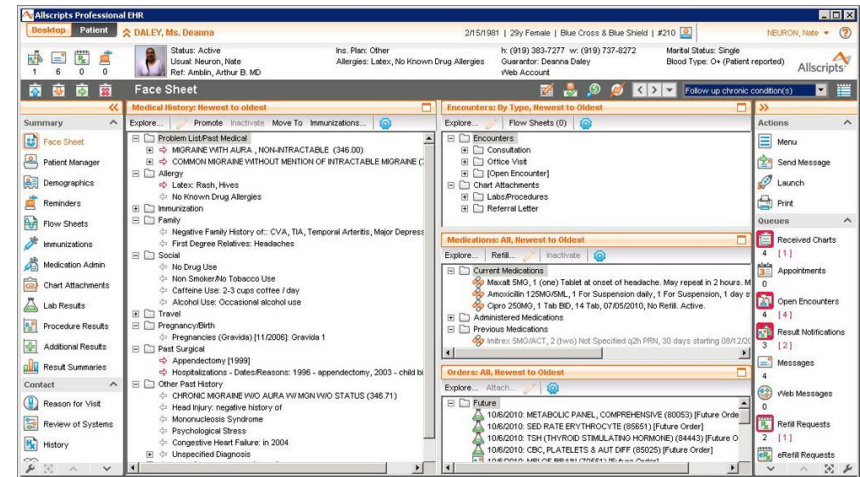 Allscripts Professional EHR
Desktop Patient DALEY, Ms. Deanna 2/15/1981 | 29y Female | Blue Cross & Blue Shield | #210 NEURON, Nate
Status: Active Ins. Plan: Other h: (919) 383-7277 w: (919) 737-8272 Marital Status: Single
Usual: Neuron, Nate Allergies: Latex, No Known Drug Allergies Guarantor: Deanna Daley Blood Type: O+ (Patient reported)
Ref: Amblin, Arthur B. MD Web Account
1 6 0 0
Allscripts
Face Sheet Follow up chronic condition(s)
Summary
Face Sheet
Patient Manager
Demographics
Reminders
Flow Sheets
Immunizations
Medication Admin
Chart Attachments
Lab Results
Procedure Results
Additional Results
Result Summaries
Contact
Reason for Visit
Review of Systems
History
Medical History: Newest to oldest
Explore... Promote Inactivate Move To Immunizations...
Problem List/Past Medical
MIGRAINE WITH AURA , NON-INTRACTABLE (346.00)
COMMON MIGRAINE WITHOUT MENTION OF INTRACTABLE MIGRAINE (
Allergy
Latex: Rash, Hives
No Known Drug Allergies
Immunization
Family
Negative Family History of:: CVA, TIA, Temporal Arteritis, Major Depress
First Degree Relatives: Headaches
Social
No Drug Use
Non Smoker/No Tobacco Use
Caffeine Use: 2-3 cups coffee / day
Alcohol Use: Occasional alcohol use
Travel
Pregnancy/Birth
Pregnancies (Gravida) [11/2006]: Gravida 1
Past Surgical
Appendectomy [1999]
Hospitalizations - Dates/Reasons: 1996 - appendectomy, 2003 - child bi
Other Past History
CHRONIC MIGRAINE W/O AURA W/ MGN W/O STATUS (346.71)
Head Injury: negative history of
Mononucleosis Syndrome
Psychological Stress
Congestive Heart Failure: in 2004
Unspecified Diagnosis
Encounters: By Type, Newest to Oldest
Explore... Flow Sheets (0)
Encounters
Consultation
Office Visit
[Open Encounter]
Chart Attachments
Labs/Procedures
Referral Letter
Medications: All, Newest to Oldest
Explore... Refill... Inactivate
Current Medications
Maxalt 5MG, 1 (one) Tablet at onset of headache. May repeat in 2 hours. M
Amoxicillin 125MG/5ML, 1 For Suspension daily, 1 For Suspension, 1 day s
Cipro 250MG, 1 Tab BID, 14 Tab, 07/05/2010, No Refill. Active.
Administered Medications
Previous Medications
Imitrex 5MG/ACT, 2 (two) Not Specified q2h PRN, 30 days starting 08/12/20
Orders: All, Newest to Oldest
Explore... Attach...
Future
10/6/2010: METABOLIC PANEL, COMPREHENSIVE (80053) [Future Orde
10/6/2010: SED RATE ERYTHROCYTE (85651) [Future Order]
10/6/2010: TSH (THYROID STIMULATING HORMONE) (84443) [Future O
10/6/2010: CBC, PLATELETS & AUT DIFF (85025) [Future Order]
10/6/2010: MRI OF BRAIN (70551) [Future Order]
Actions
Menu
Send Message
Launch
Print
Queues
Received Charts
4 [1]
Appointments
0
Open Encounters
4 [4]
Result Notifications
3 [2]
Messages
4
Web Messages
0
Refill Requests
2 [1]
eRefill Requests